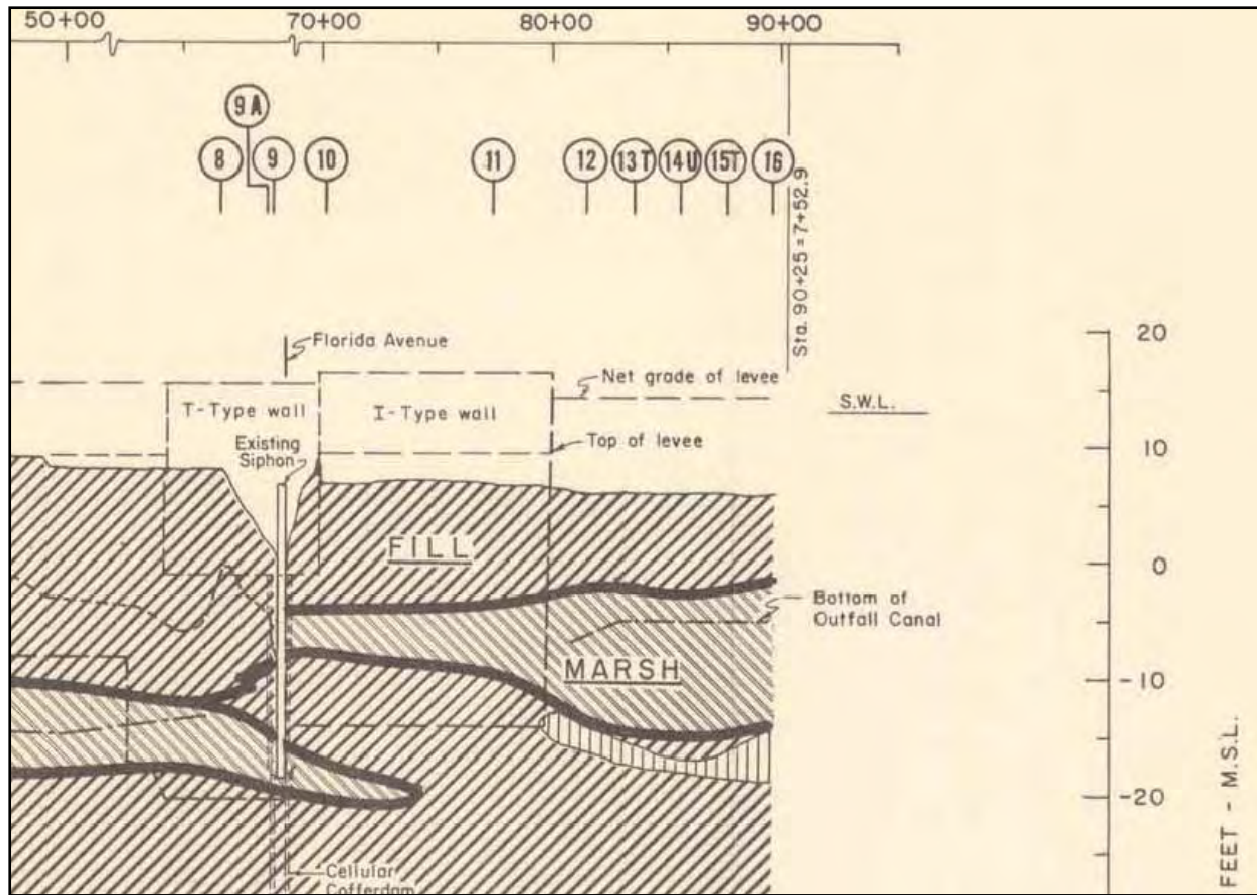 50+00 70+00 80+00 90+00
9A
8 9 10 11 12 13T 14U 15T 16
Sta. 90+25 = 7+52.9
20
Florida Avenue
Net grade of levee
S.W.L.
T-Type wall
I-Type wall
Existing
Siphon
Top of levee
10
FILL
0
Bottom of
Outfall Canal
MARSH
-10
-20
FEET - M.S.L.
Cellular
Cofferdam